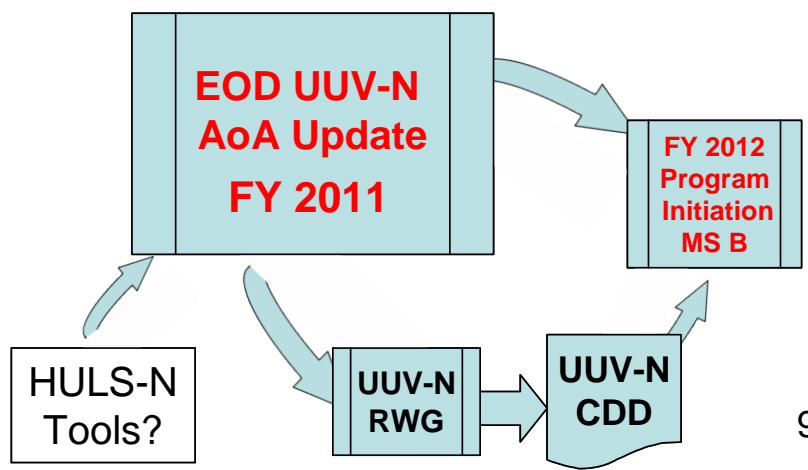 EOD UUV-N
AoA Update
FY 2011
FY 2012
Program
Initiation
MS B
HULS-N
Tools?
UUV-N
RWG
UUV-N
CDD
9